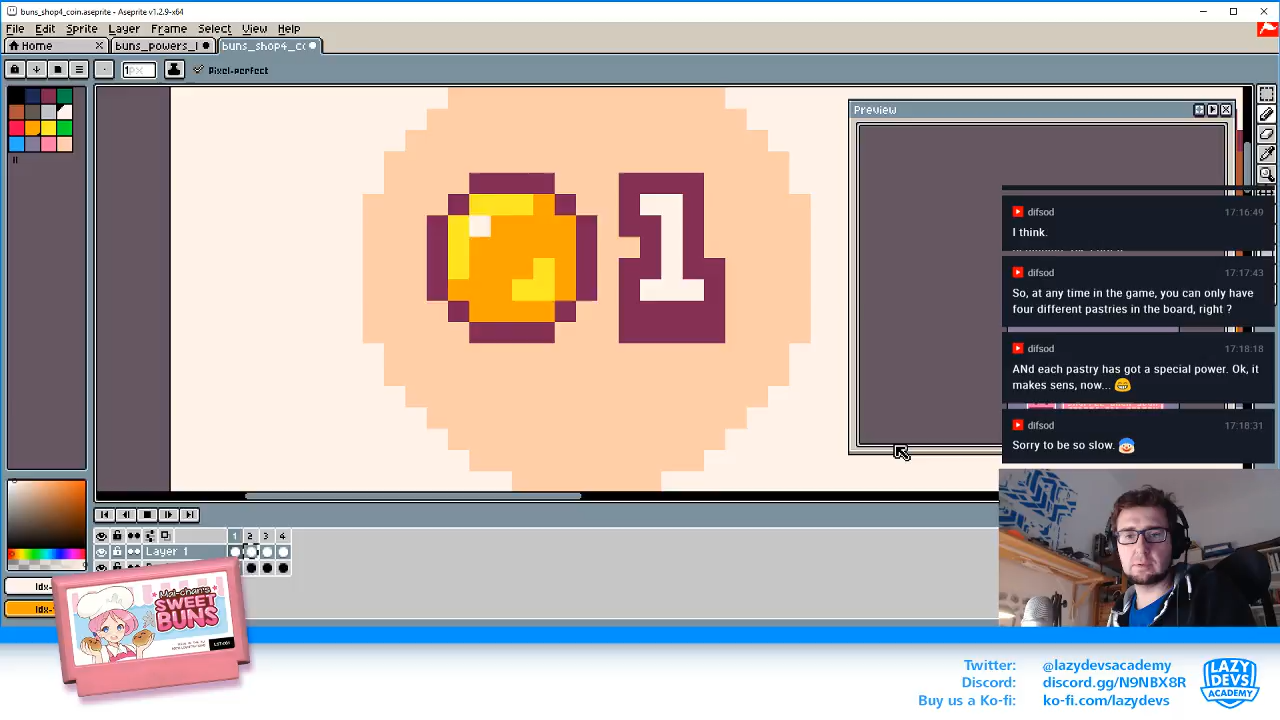 buns_shop4_coin.aseprite - Aseprite v1.2.9-x64
File Edit Sprite Layer Frame Select View Help
Home buns_powers_ buns_shop4_c
Pixel-perfect
Preview
1
difsod 17:16:49
I think.
difsod 17:17:43
So, at any time in the game, you can only have
four different pastries in the board, right ?
difsod 17:18:18
ANd each pastry has got a special power. Ok, it
makes sens, now... 😁
difsod 17:18:31
Sorry to be so slow.
1 2 3 4
Layer 1
Idx-
Idx-
Mai-chan's
SWEET
BUNS
Twitter: @lazydevsacademy
Discord: discord.gg/N9NBX8R
Buy us a Ko-fi: ko-fi.com/lazydevs
LAZY
DEVS
ACADEMY